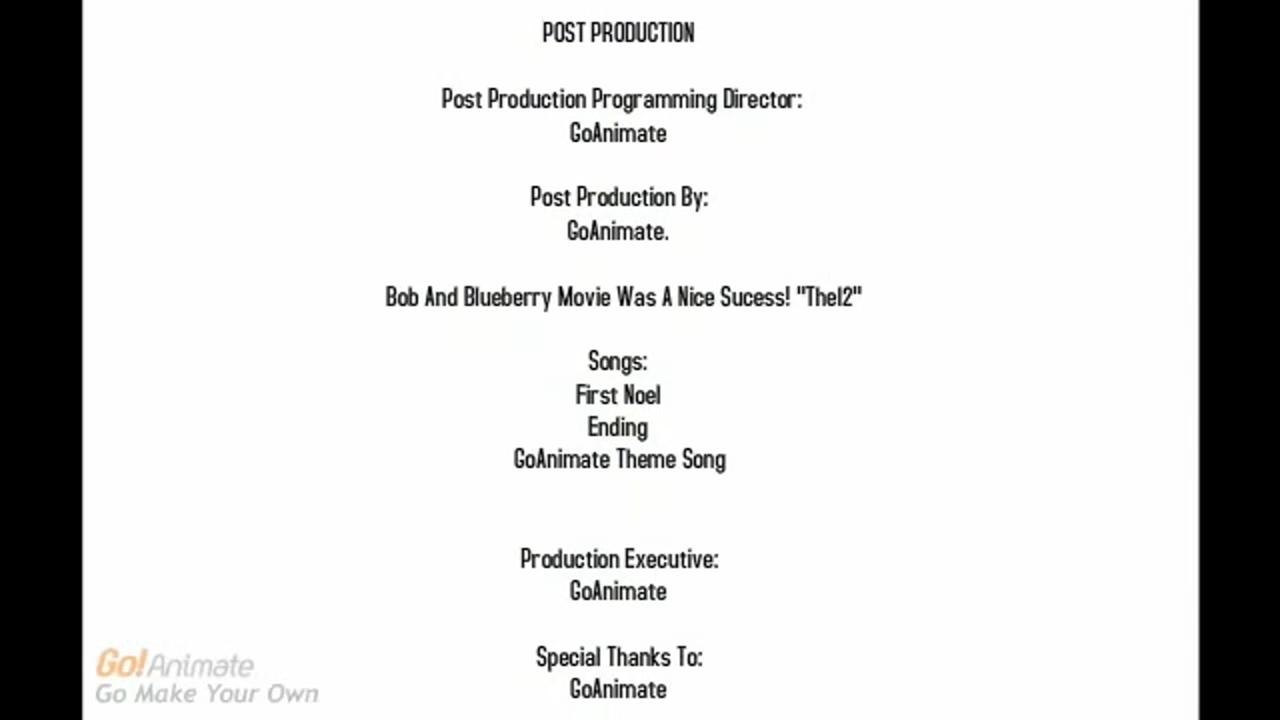 POST PRODUCTION
Post Production Programming Director:
GoAnimate
Post Production By:
GoAnimate.
Bob And Blueberry Movie Was A Nice Sucess! "The12"
Songs:
First Noel
Ending
GoAnimate Theme Song
Production Executive:
GoAnimate
Special Thanks To:
GoAnimate
Go!Animate
Go Make Your Own